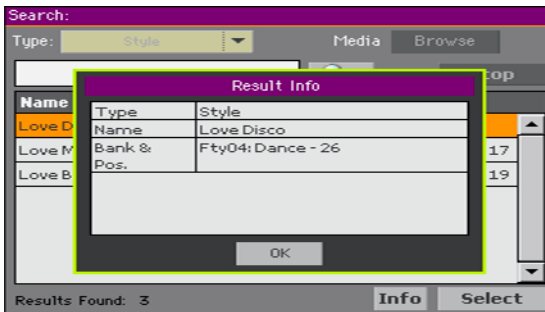 Search:
Type: Style Media Browse
Result Info
Name
Type Style
Love D
Name Love Disco
Love M
Bank & Fty04: Dance - 26
Pos.
17
Love B
19
OK
Results Found: 3 Info Select